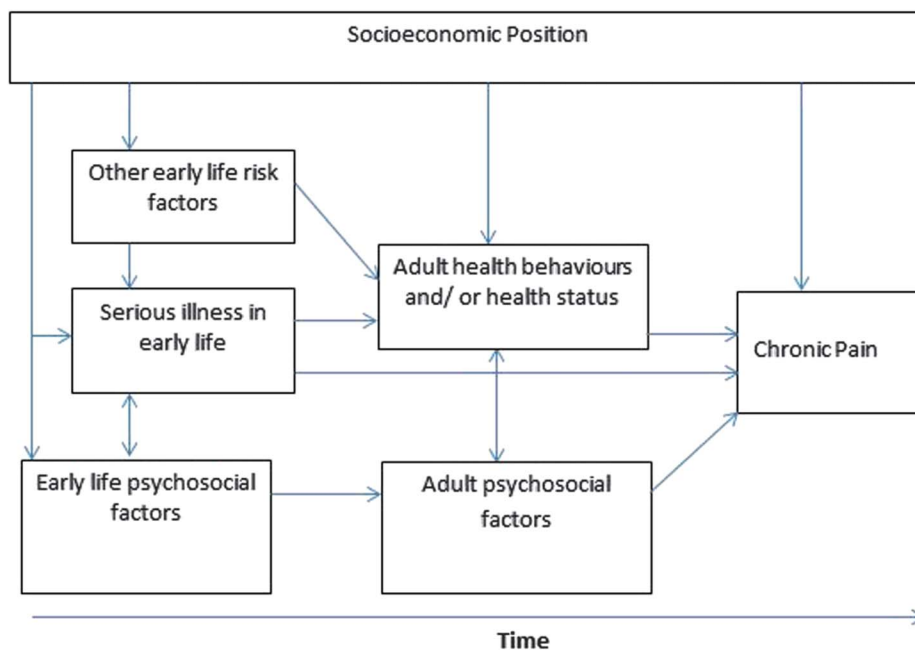 Socioeconomic Position
Other early life risk
factors
Serious illness in
early life
Early life psychosocial
factors
Adult health behaviours
and/ or health status
Adult psychosocial
factors
Chronic Pain
Time